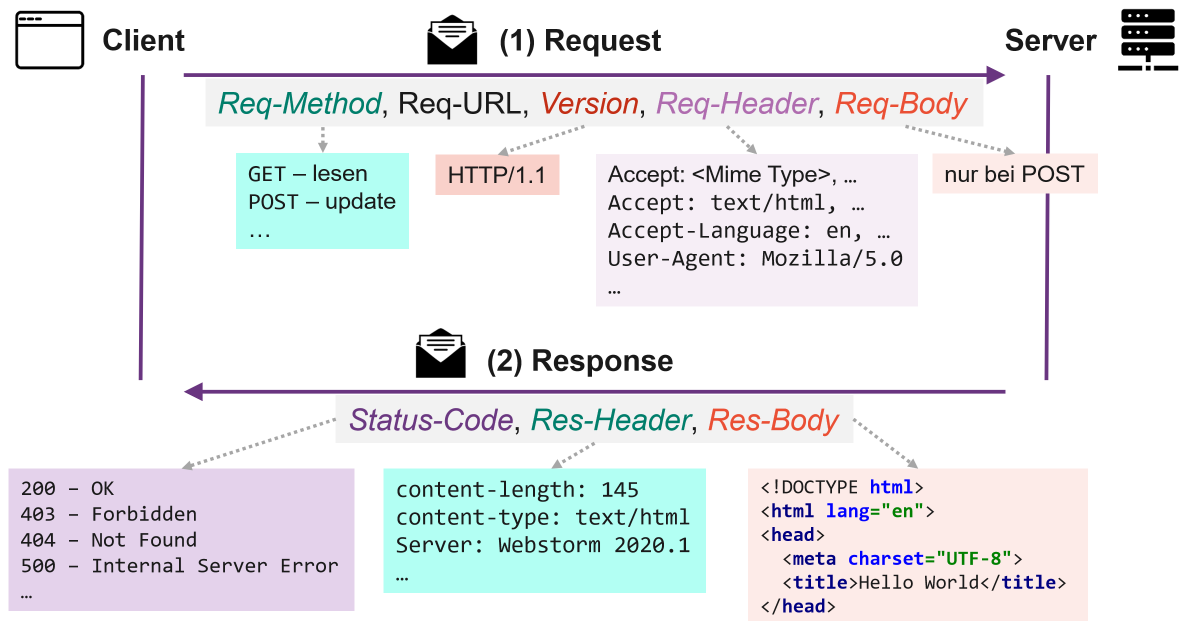 Client
(1) Request
Server
Req-Method, Req-URL, Version, Req-Header, Req-Body
GET – lesen
POST – update
…
HTTP/1.1
Accept: <Mime Type>, …
Accept: text/html, …
Accept-Language: en, …
User-Agent: Mozilla/5.0
…
nur bei POST
(2) Response
Status-Code, Res-Header, Res-Body
200 – OK
403 – Forbidden
404 – Not Found
500 – Internal Server Error
…
content-length: 145
content-type: text/html
Server: Webstorm 2020.1
…
<!DOCTYPE html>
<html lang="en">
<head>
  <meta charset="UTF-8">
  <title>Hello World</title>
</head>